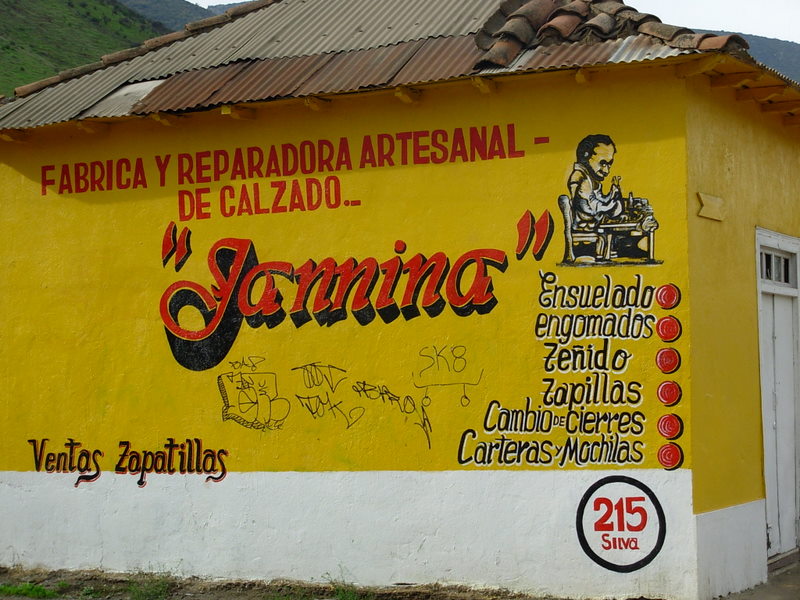 FABRICA Y REPARADORA ARTESANAL -
DE CALZADO._
"Jannina"
Ensuelado
engomados
Zeñido
Zapillas
Cambio DE Cierres
Carteras y Mochilas
SK8
Ventas Zapatillas
215
Silva